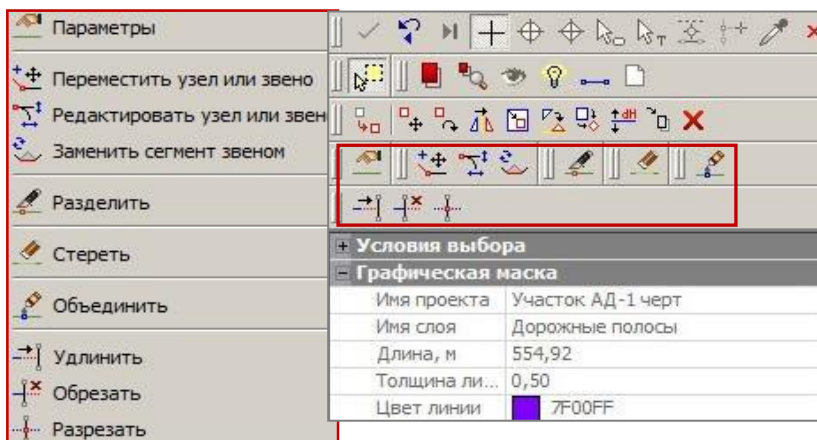 Параметры
Переместить узел или звено
Редактировать узел или звен
Заменить сегмент звеном
Разделить
Стереть
Объединить
Удлинить
Обрезать
Разрезать
Условия выбора
Графическая маска
Имя проекта Участок АД-1 черт
Имя слоя Дорожные полосы
Длина, м 554,92
Толщина ли... 0,50
Цвет линии 7F00FF